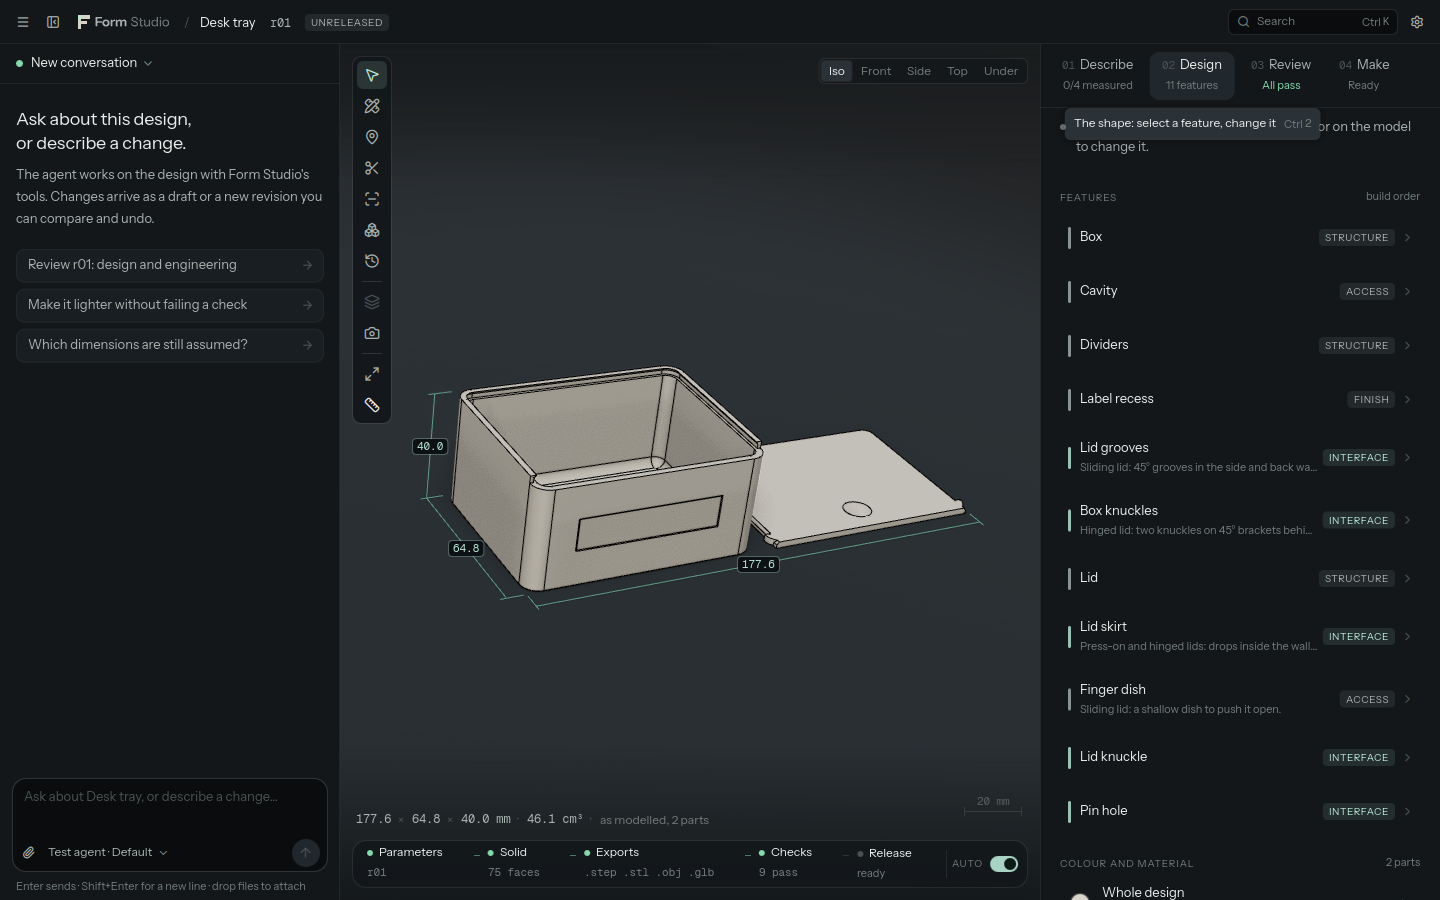 Form Studio / Desk tray r01 UNRELEASED
Search Ctrl K
New conversation
Ask about this design,
or describe a change.
The agent works on the design with Form Studio's
tools. Changes arrive as a draft or a new revision you
can compare and undo.
Review r01: design and engineering →
Make it lighter without failing a check →
Which dimensions are still assumed? →
Ask about Desk tray, or describe a change...
Test agent · Default
Enter sends · Shift+Enter for a new line · drop files to attach
Iso Front Side Top Under
40.0
64.8
177.6
20 mm
177.6 × 64.8 × 40.0 mm · 46.1 cm³ · as modelled, 2 parts
Parameters
r01
Solid
75 faces
Exports
.step .stl .obj .glb
Checks
9 pass
Release
ready
AUTO
01 Describe
0/4 measured
02 Design
11 features
03 Review
All pass
04 Make
Ready
The shape: select a feature, change it Ctrl 2
or on the model
to change it.
FEATURES build order
Box STRUCTURE
Cavity ACCESS
Dividers STRUCTURE
Label recess FINISH
Lid grooves INTERFACE
Sliding lid: 45° grooves in the side and back wa...
Box knuckles INTERFACE
Hinged lid: two knuckles on 45° brackets behi...
Lid STRUCTURE
Lid skirt INTERFACE
Press-on and hinged lids: drops inside the wall...
Finger dish ACCESS
Sliding lid: a shallow dish to push it open.
Lid knuckle INTERFACE
Pin hole INTERFACE
COLOUR AND MATERIAL 2 parts
Whole design